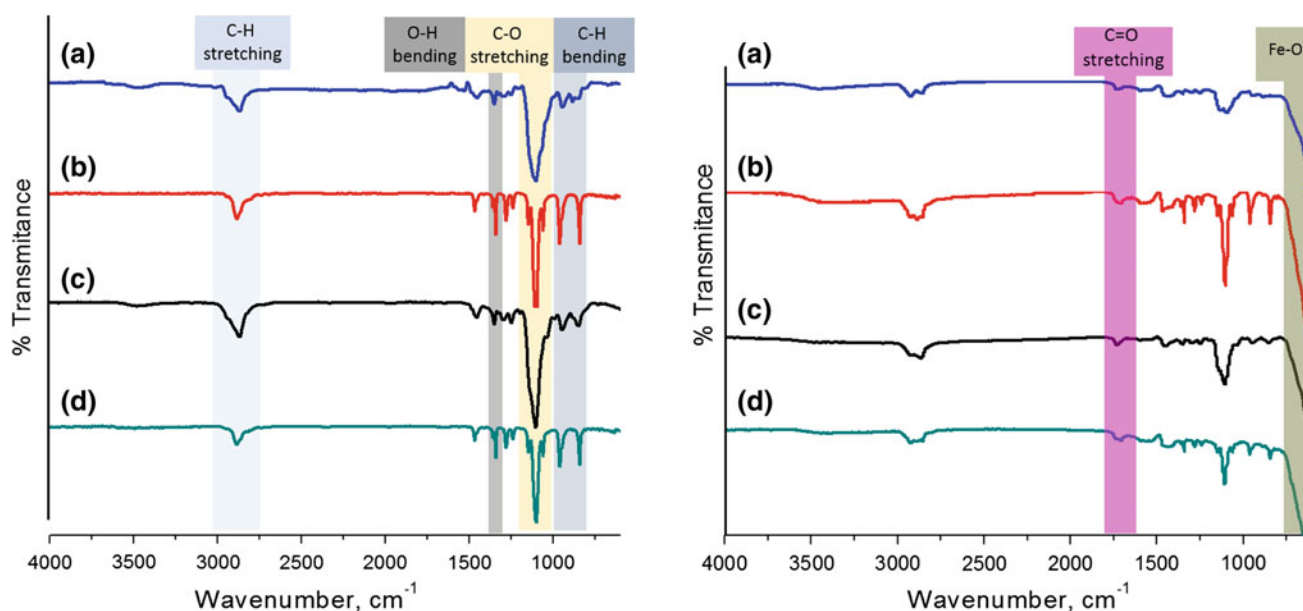 C-H
stretching
O-H
bending
C-O
stretching
C-H
bending
(a)
(b)
(c)
(d)
% Transmitance
4000 3500 3000 2500 2000 1500 1000
Wavenumber, cm⁻¹
C=O
stretching
Fe-O
(a)
(b)
(c)
(d)
% Transmitance
4000 3500 3000 2500 2000 1500 1000
Wavenumber, cm⁻¹